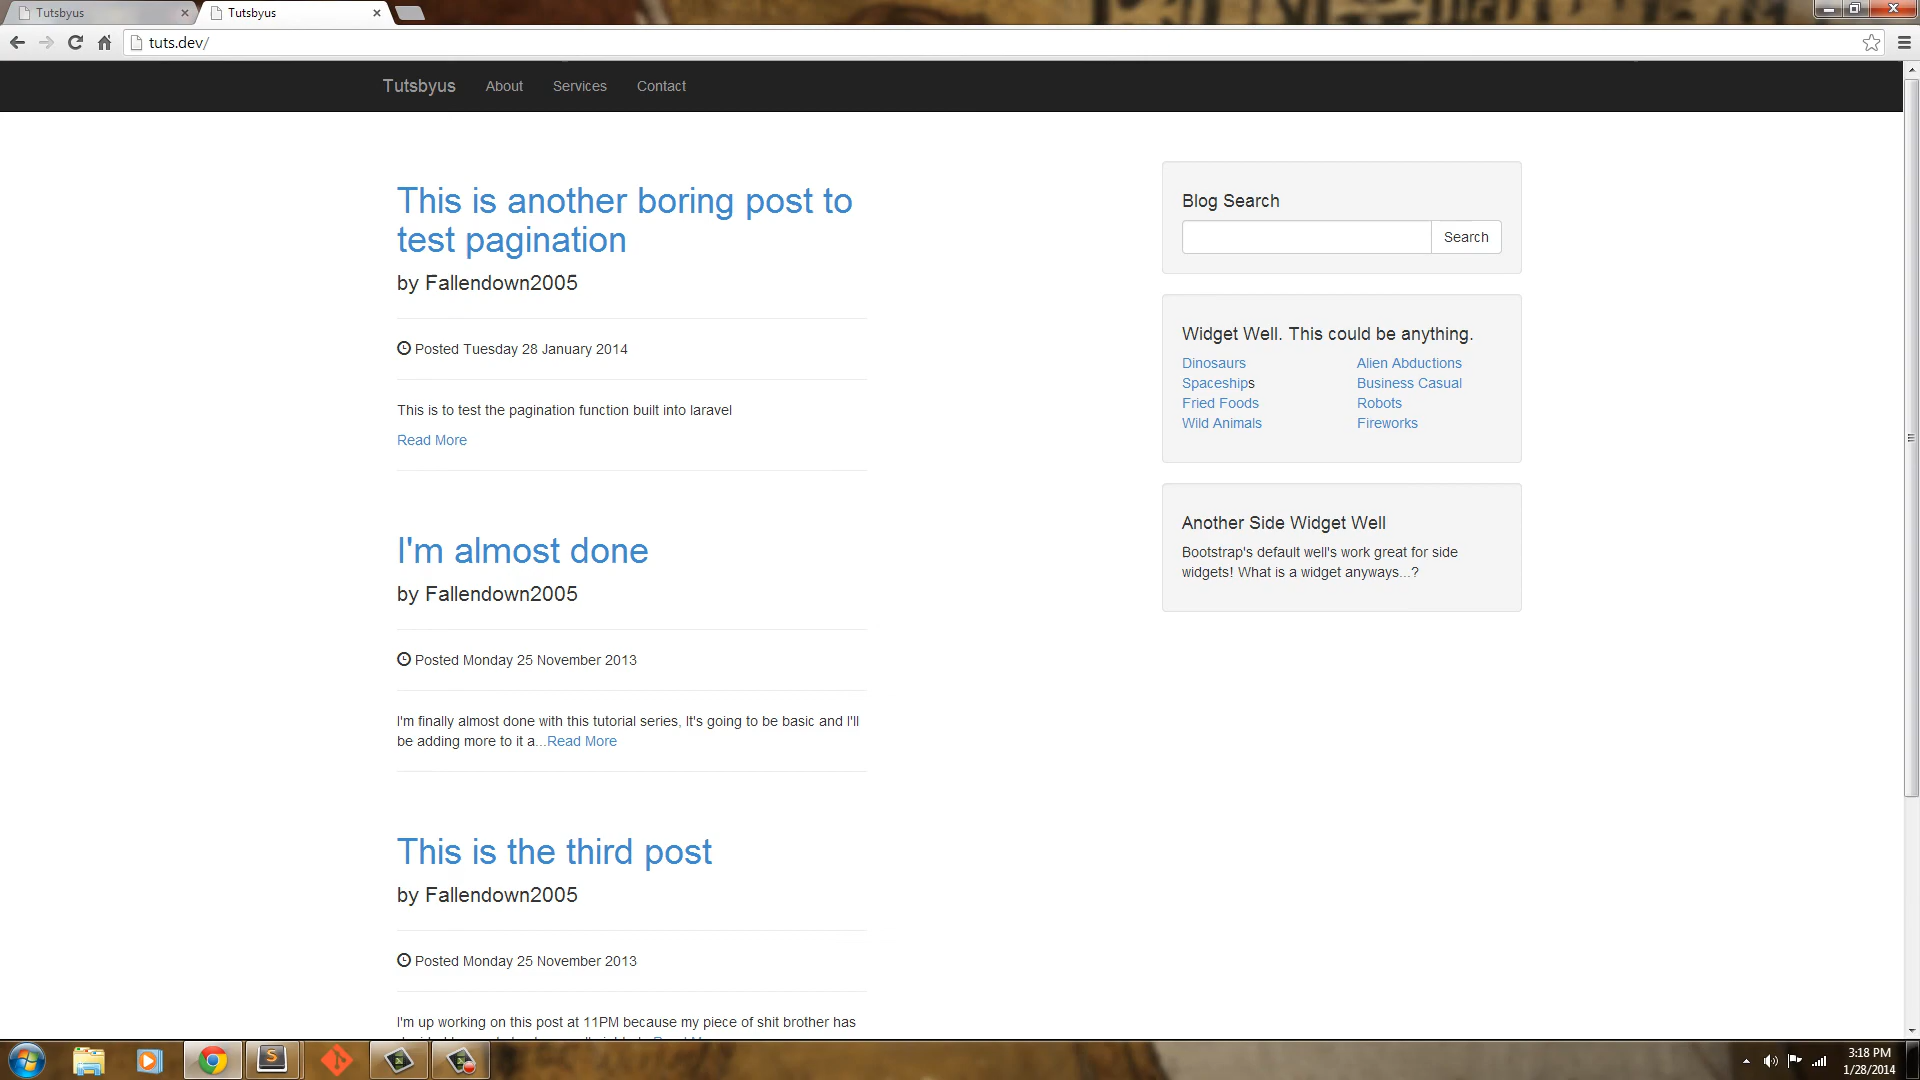 Tutsbyus
Tutsbyus
tuts.dev/
Tutsbyus About Services Contact
This is another boring post to
test pagination
by Fallendown2005
Posted Tuesday 28 January 2014
This is to test the pagination function built into laravel
Read More
I'm almost done
by Fallendown2005
Posted Monday 25 November 2013
I'm finally almost done with this tutorial series, It's going to be basic and I'll
be adding more to it a...Read More
This is the third post
by Fallendown2005
Posted Monday 25 November 2013
I'm up working on this post at 11PM because my piece of shit brother has
Blog Search
Search
Widget Well. This could be anything.
Dinosaurs Alien Abductions
Spaceships Business Casual
Fried Foods Robots
Wild Animals Fireworks
Another Side Widget Well
Bootstrap's default well's work great for side
widgets! What is a widget anyways...?
3:18 PM
1/28/2014